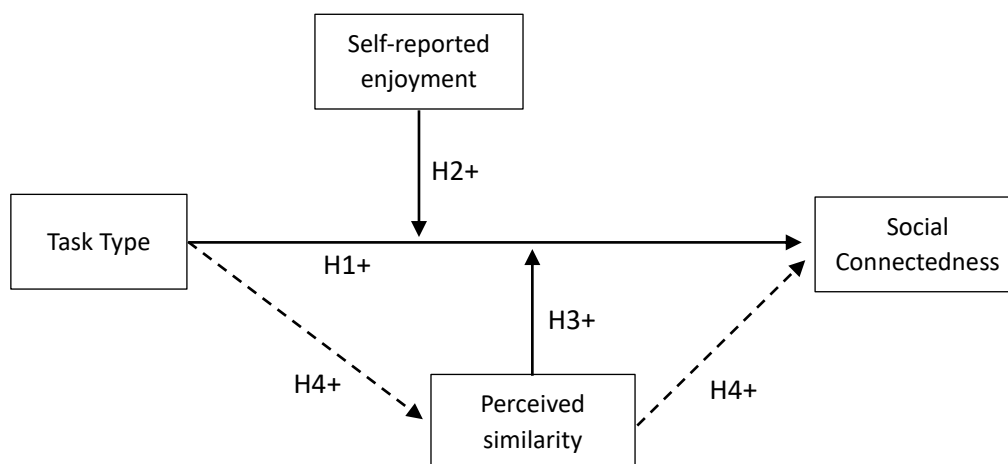 Self-reported
enjoyment
H2+
Task Type
Social
Connectedness
H1+
H3+
H4+
H4+
Perceived
similarity